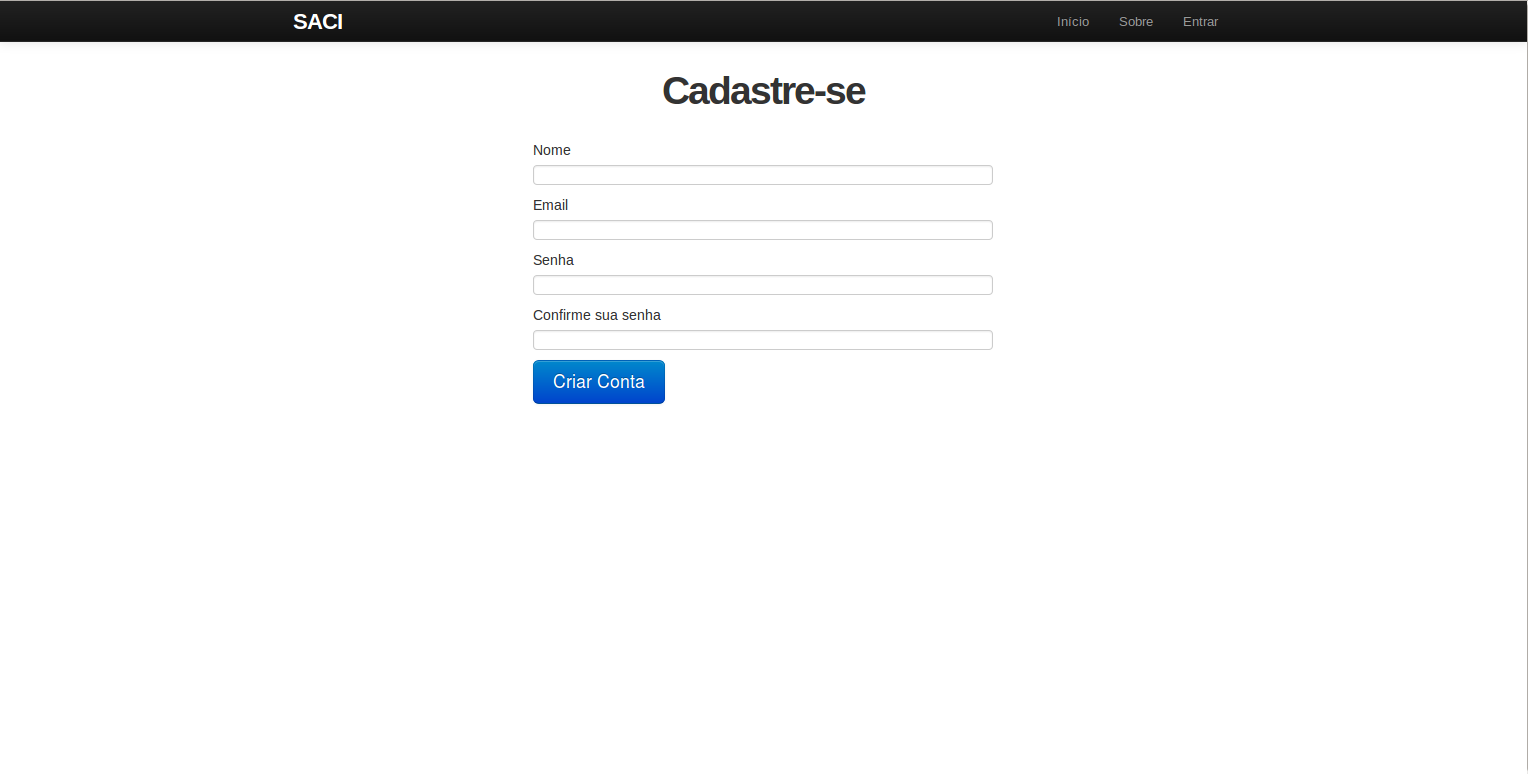 SACI Início Sobre Entrar
Cadastre-se
Nome
Email
Senha
Confirme sua senha
Criar Conta